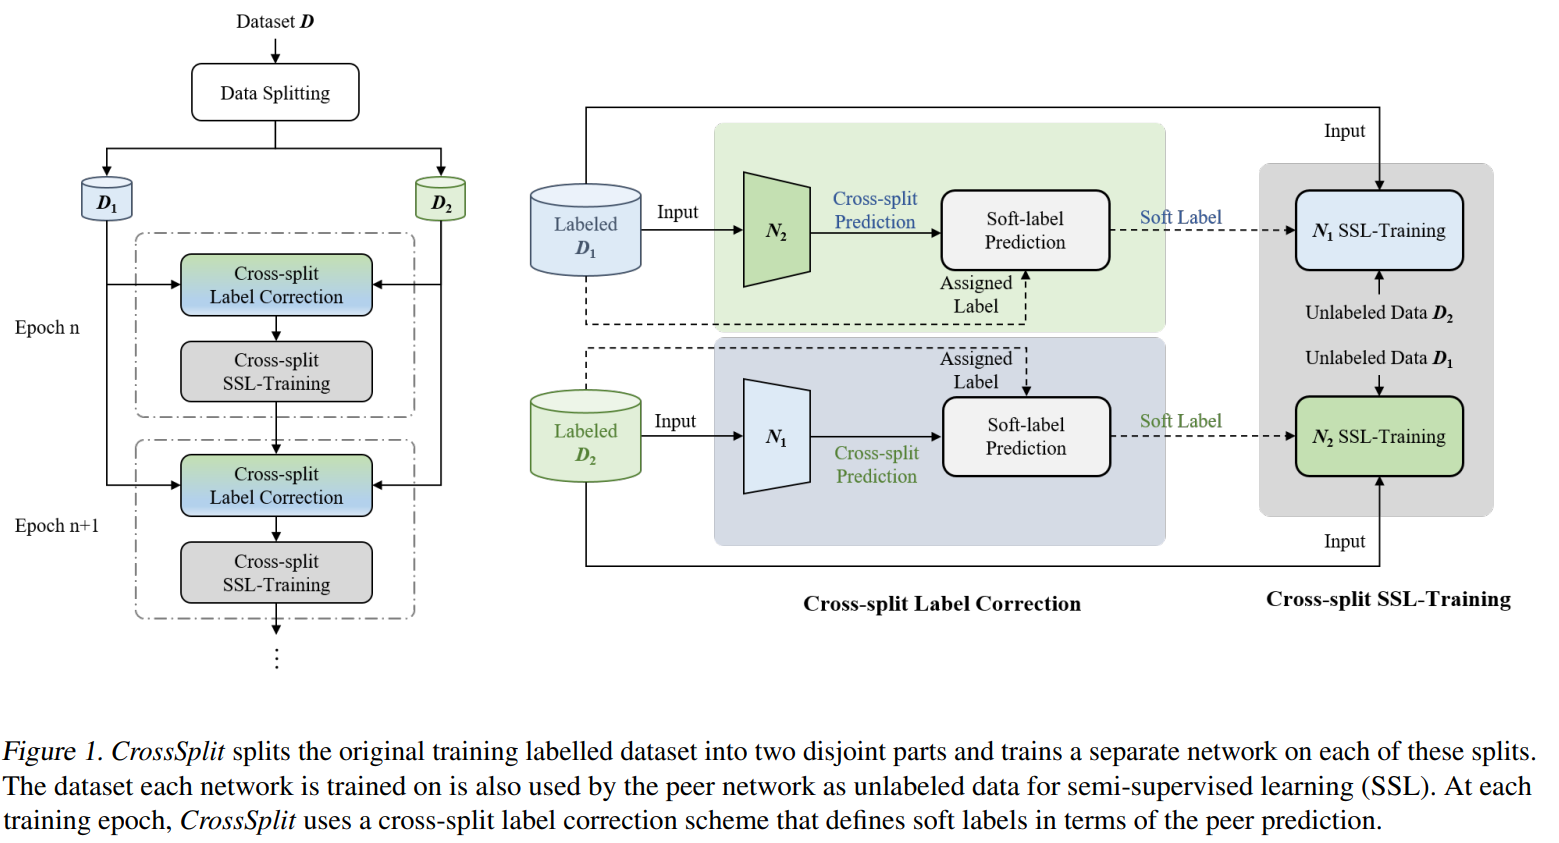 Dataset D
Data Splitting
D1
D2
Cross-split
Label Correction
Epoch n
Cross-split
SSL-Training
Cross-split
Label Correction
Epoch n+1
Cross-split
SSL-Training
⋮
Input
Labeled
D1
Input
N2
Cross-split
Prediction
Soft-label
Prediction
Soft Label
N1 SSL-Training
Assigned
Label
Unlabeled Data D2
Unlabeled Data D1
Assigned
Label
Labeled
D2
Input
N1
Cross-split
Prediction
Soft-label
Prediction
Soft Label
N2 SSL-Training
Input
Cross-split Label Correction
Cross-split SSL-Training
Figure 1. CrossSplit splits the original training labelled dataset into two disjoint parts and trains a separate network on each of these splits.
The dataset each network is trained on is also used by the peer network as unlabeled data for semi-supervised learning (SSL). At each
training epoch, CrossSplit uses a cross-split label correction scheme that defines soft labels in terms of the peer prediction.